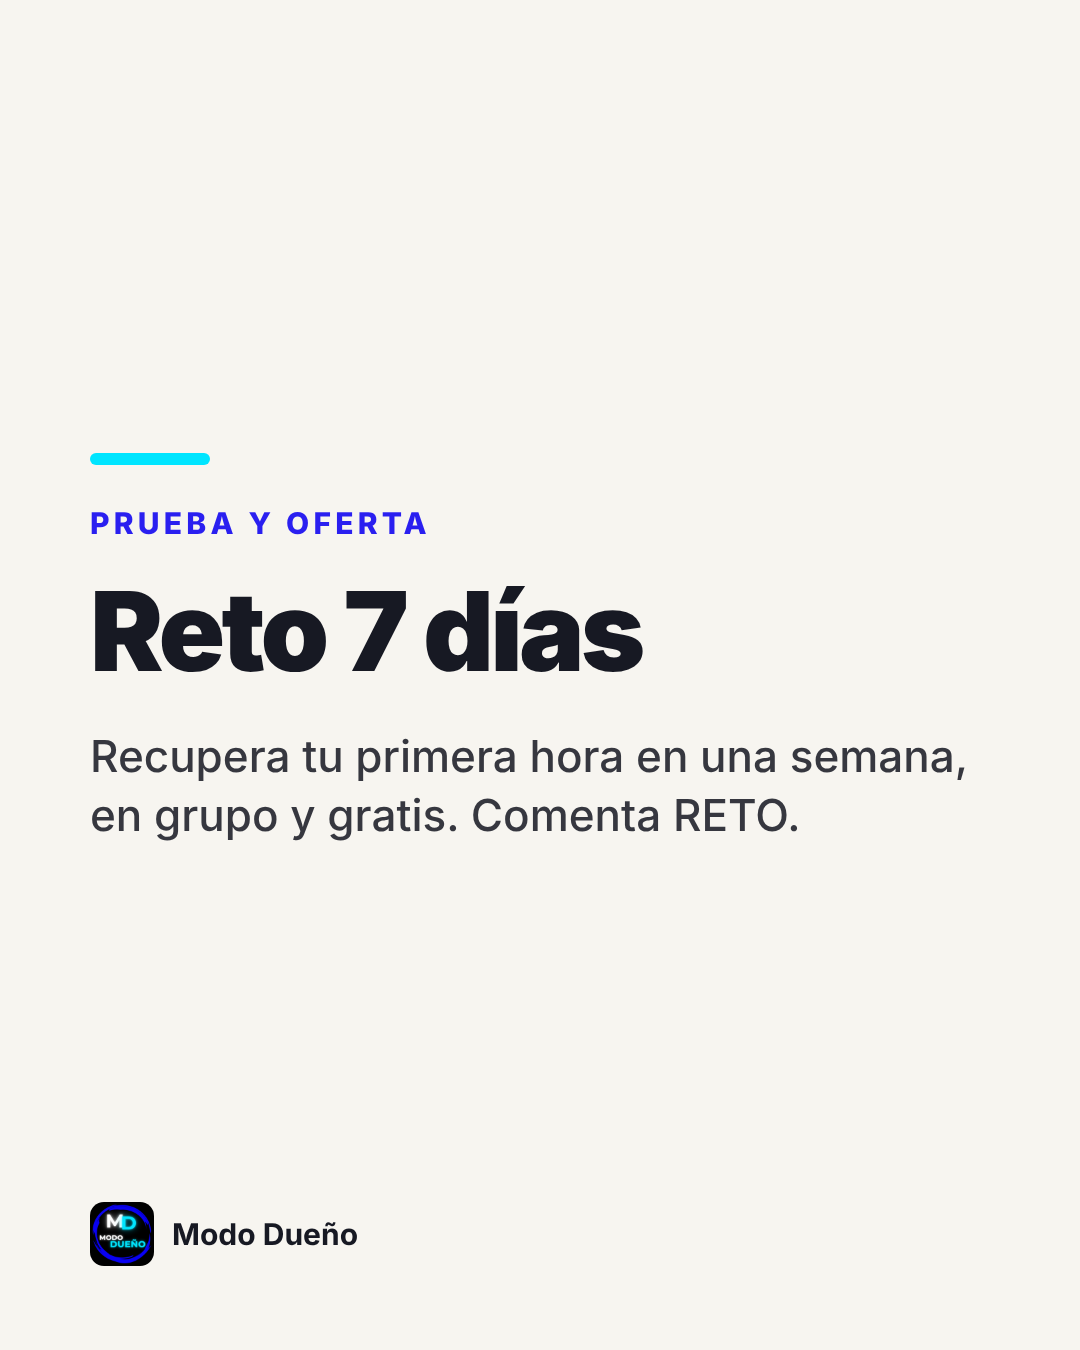 PRUEBA Y OFERTA
Reto 7 días
Recupera tu primera hora en una semana,
en grupo y gratis. Comenta RETO.
MD
MODO
DUEÑO
Modo Dueño